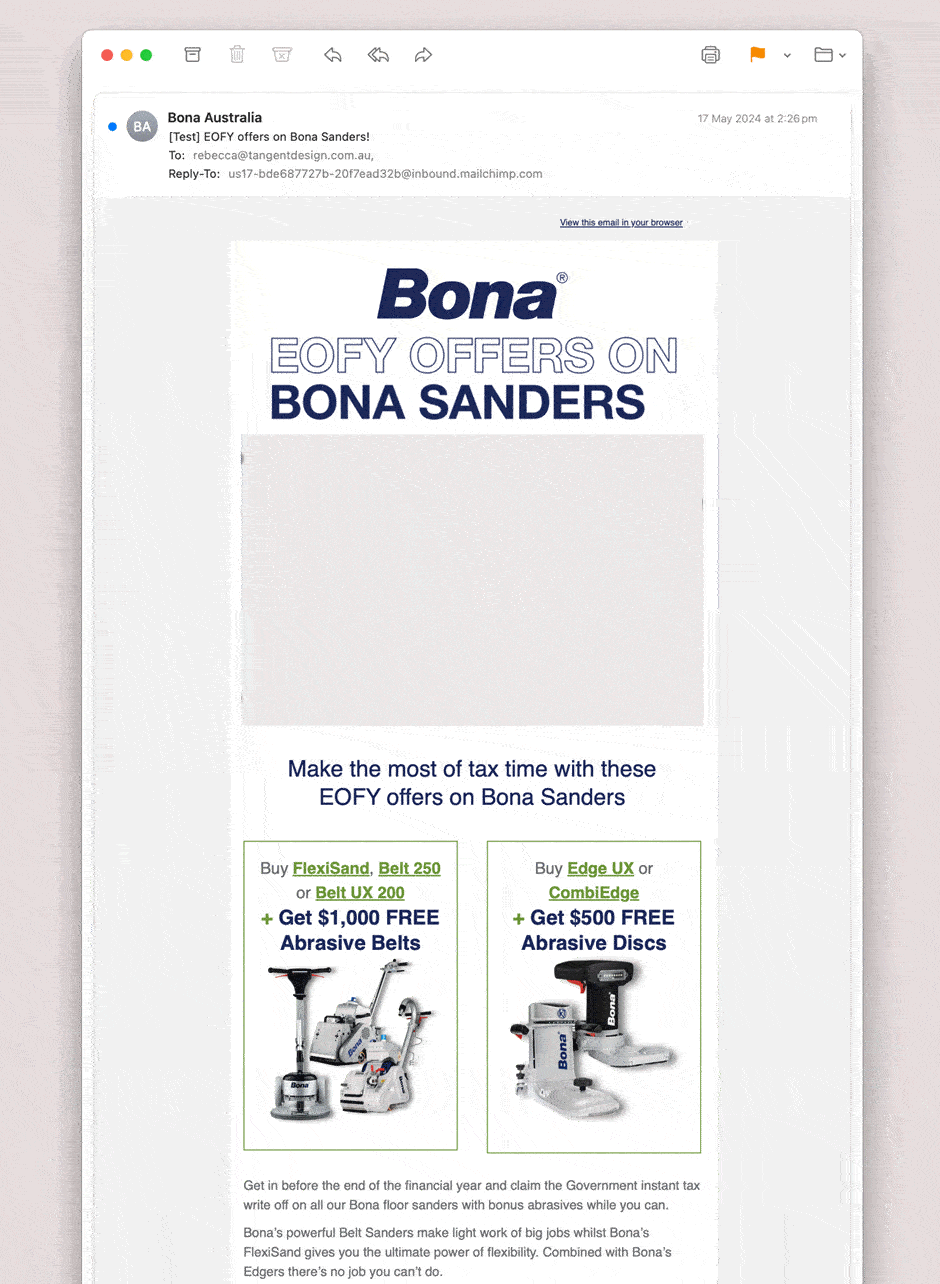 BA
Bona Australia
17 May 2024 at 2:26 pm
[Test] EOFY offers on Bona Sanders!
To: rebecca@tangentdesign.com.au,
Reply-To: us17-bde687727b-20f7ead32b@inbound.mailchimp.com
View this email in your browser
Bona®
EOFY OFFERS ON
BONA SANDERS
Make the most of tax time with these
EOFY offers on Bona Sanders
Buy FlexiSand, Belt 250
or Belt UX 200
+ Get $1,000 FREE
Abrasive Belts
Bona
Bona
Buy Edge UX or
CombiEdge
+ Get $500 FREE
Abrasive Discs
Bona
Bona
Get in before the end of the financial year and claim the Government instant tax
write off on all our Bona floor sanders with bonus abrasives while you can.
Bona's powerful Belt Sanders make light work of big jobs whilst Bona's
FlexiSand gives you the ultimate power of flexibility. Combined with Bona's
Edgers there's no job you can't do.